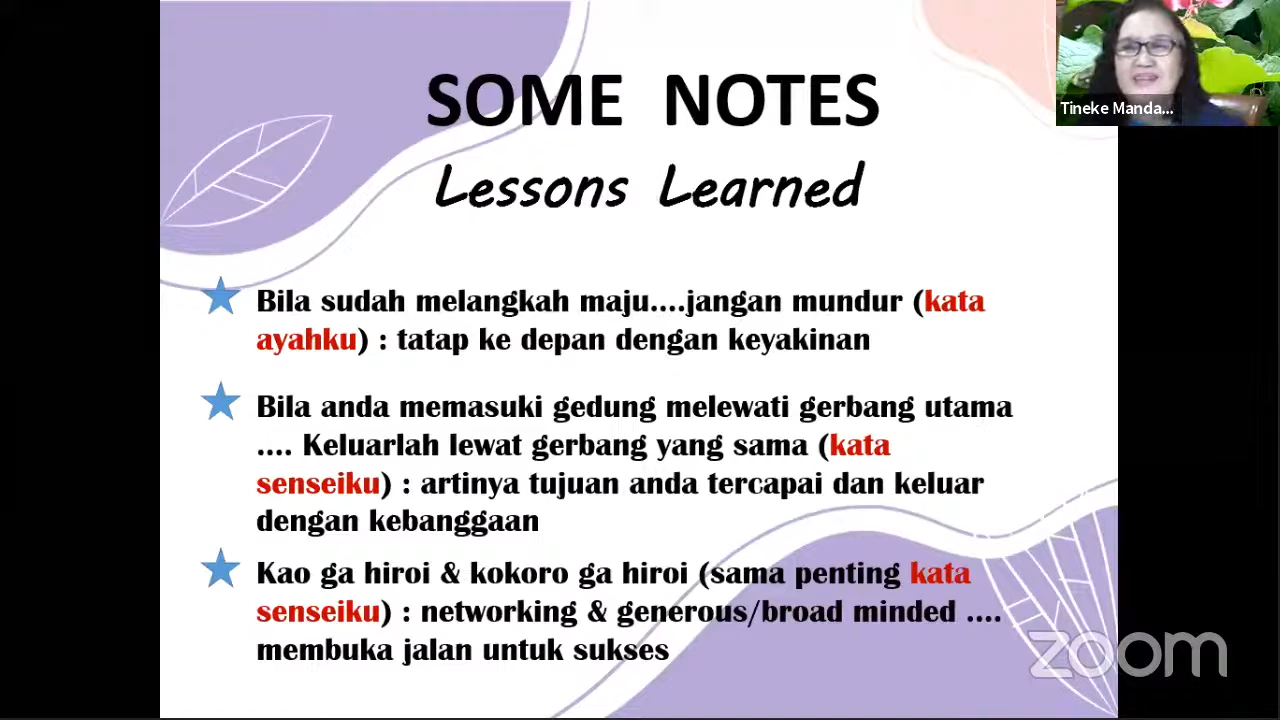 SOME NOTES
Lessons Learned
Tineke Manda...
Bila sudah melangkah maju....jangan mundur (kata
ayahku) : tatap ke depan dengan keyakinan
Bila anda memasuki gedung melewati gerbang utama
.... Keluarlah lewat gerbang yang sama (kata
senseiku) : artinya tujuan anda tercapai dan keluar
dengan kebanggaan
Kao ga hiroi & kokoro ga hiroi (sama penting kata
senseiku) : networking & generous/broad minded ....
membuka jalan untuk sukses
zoom